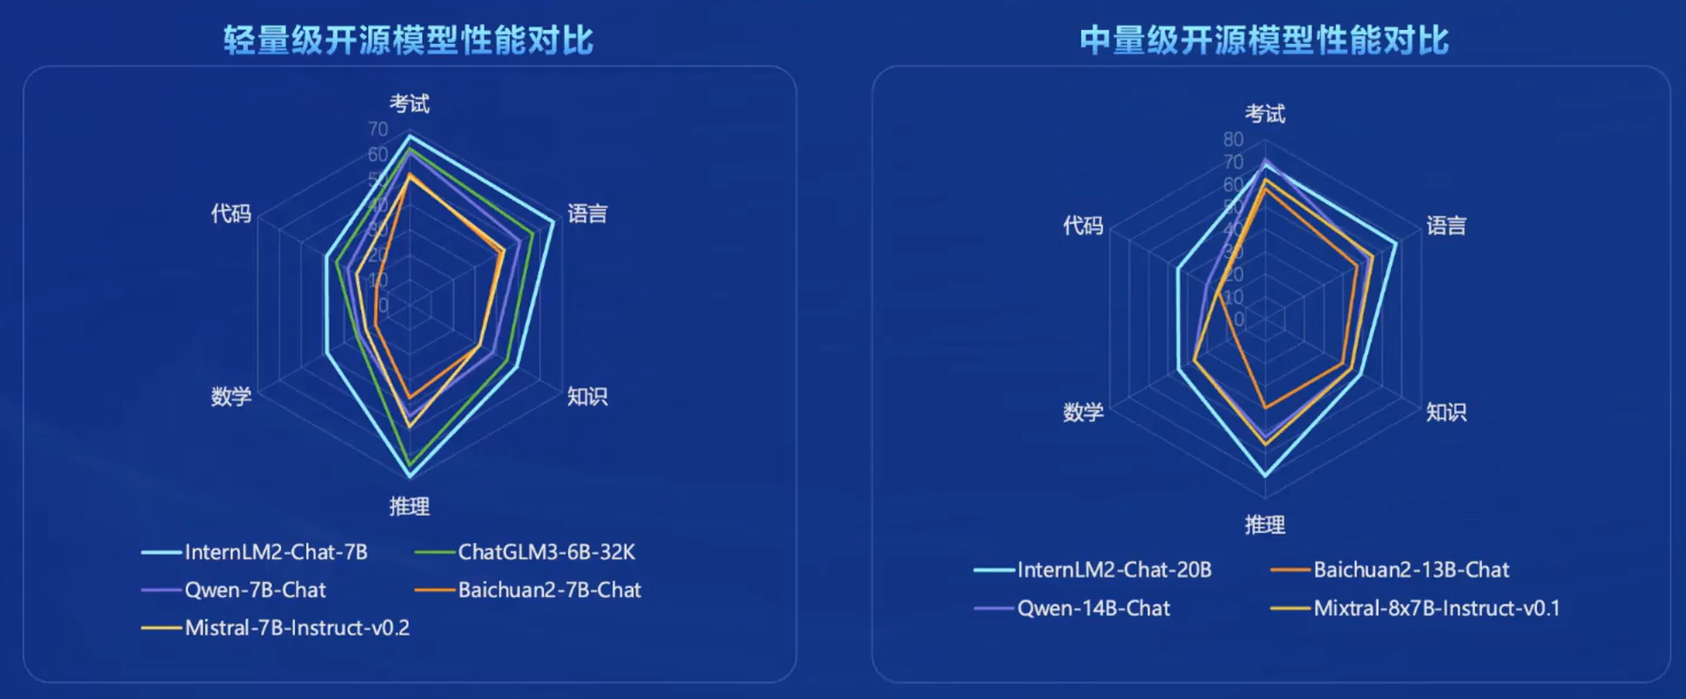 轻量级开源模型性能对比
考试
70
60
50
40
30
20
10
0
代码
语言
数学
知识
推理
InternLM2-Chat-7B
ChatGLM3-6B-32K
Qwen-7B-Chat
Baichuan2-7B-Chat
Mistral-7B-Instruct-v0.2
中量级开源模型性能对比
考试
80
70
60
50
40
30
20
10
0
代码
语言
数学
知识
推理
InternLM2-Chat-20B
Baichuan2-13B-Chat
Qwen-14B-Chat
Mixtral-8x7B-Instruct-v0.1